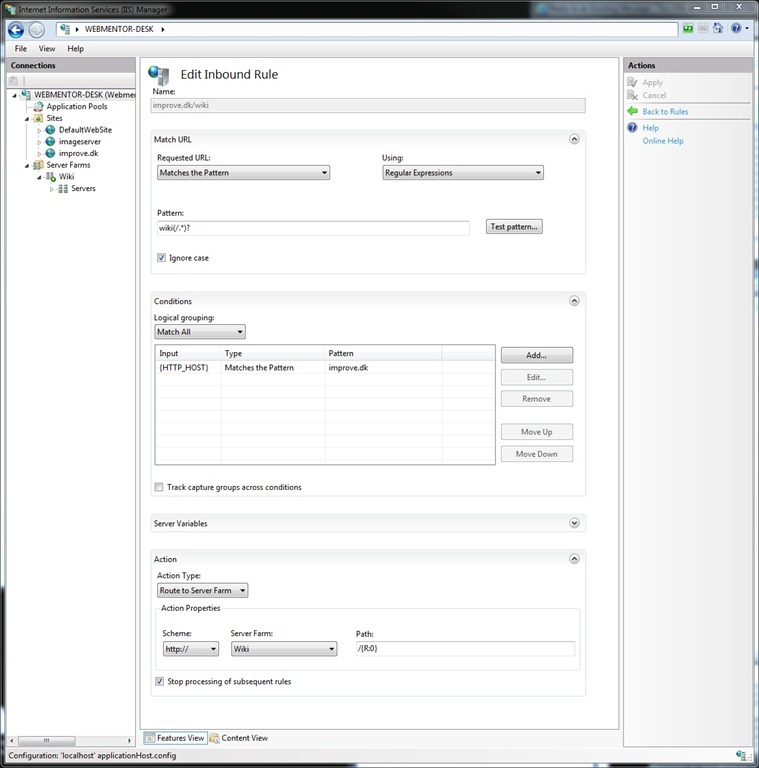 Internet Information Services (IIS) Manager
WEBMENTOR-DESK
File View Help
Connections
WEBMENTOR-DESK (Webmen
Application Pools
Sites
DefaultWebSite
imageserver
improve.dk
Server Farms
Wiki
Servers
Edit Inbound Rule
Name:
improve.dk/wiki
Match URL
Requested URL: Using:
Matches the Pattern Regular Expressions
Pattern:
wiki(/.*)? Test pattern...
Ignore case
Conditions
Logical grouping:
Match All
Input Type Pattern
{HTTP_HOST} Matches the Pattern improve.dk
Add...
Edit...
Remove
Move Up
Move Down
Track capture groups across conditions
Server Variables
Action
Action Type:
Route to Server Farm
Action Properties
Scheme: Server Farm: Path:
http:// Wiki /{R:0}
Stop processing of subsequent rules
Features View Content View
Actions
Apply
Cancel
Back to Rules
Help
Online Help
Configuration: 'localhost' applicationHost.config